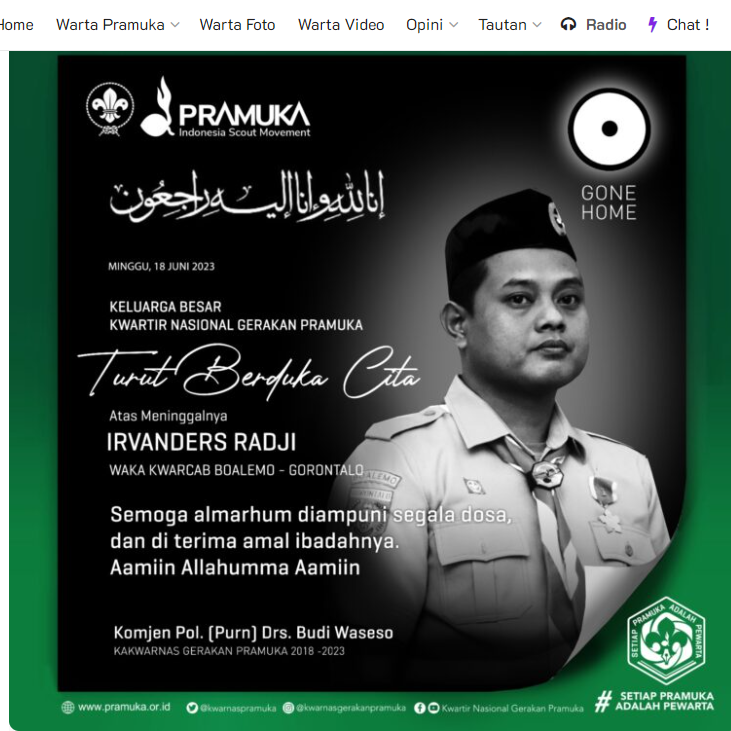 Home Warta Pramuka Warta Foto Warta Video Opini Tautan Radio Chat !
PRAMUKA
Indonesia Scout Movement
إنا لله وإنا إليه راجعون
GONE
HOME
MINGGU, 18 JUNI 2023
KELUARGA BESAR
KWARTIR NASIONAL GERAKAN PRAMUKA
Turut Berduka Cita
Atas Meninggalnya
IRVANDERS RADJI
WAKA KWARCAB BOALEMO - GORONTALO
BOALEMO
Semoga almarhum diampuni segala dosa,
dan di terima amal ibadahnya.
Aamiin Allahumma Aamiin
Komjen Pol. (Purn) Drs. Budi Waseso
KAKWARNAS GERAKAN PRAMUKA 2018 -2023
SETIAP PRAMUKA ADALAH PEWARTA
www.pramuka.or.id @kwarnaspramuka @kwarnasgerakanpramuka Kwartir Nasional Gerakan Pramuka
# SETIAP PRAMUKA
ADALAH PEWARTA